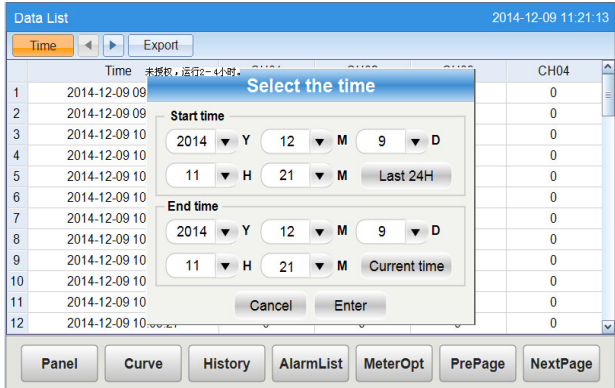 Data List 2014-12-09 11:21:13
Time Export
Time CH04
未授权，运行2-4小时。
Select the time
1 2014-12-09 09 0
2 2014-12-09 09 0
3 2014-12-09 10 0
4 2014-12-09 10 0
5 2014-12-09 10 0
6 2014-12-09 10 0
7 2014-12-09 10 0
8 2014-12-09 10 0
9 2014-12-09 10 0
10 2014-12-09 10 0
11 2014-12-09 10 0
12 2014-12-09 10 0
Start time
2014 Y 12 M 9 D
11 H 21 M Last 24H
End time
2014 Y 12 M 9 D
11 H 21 M Current time
Cancel Enter
Panel Curve History AlarmList MeterOpt PrePage NextPage